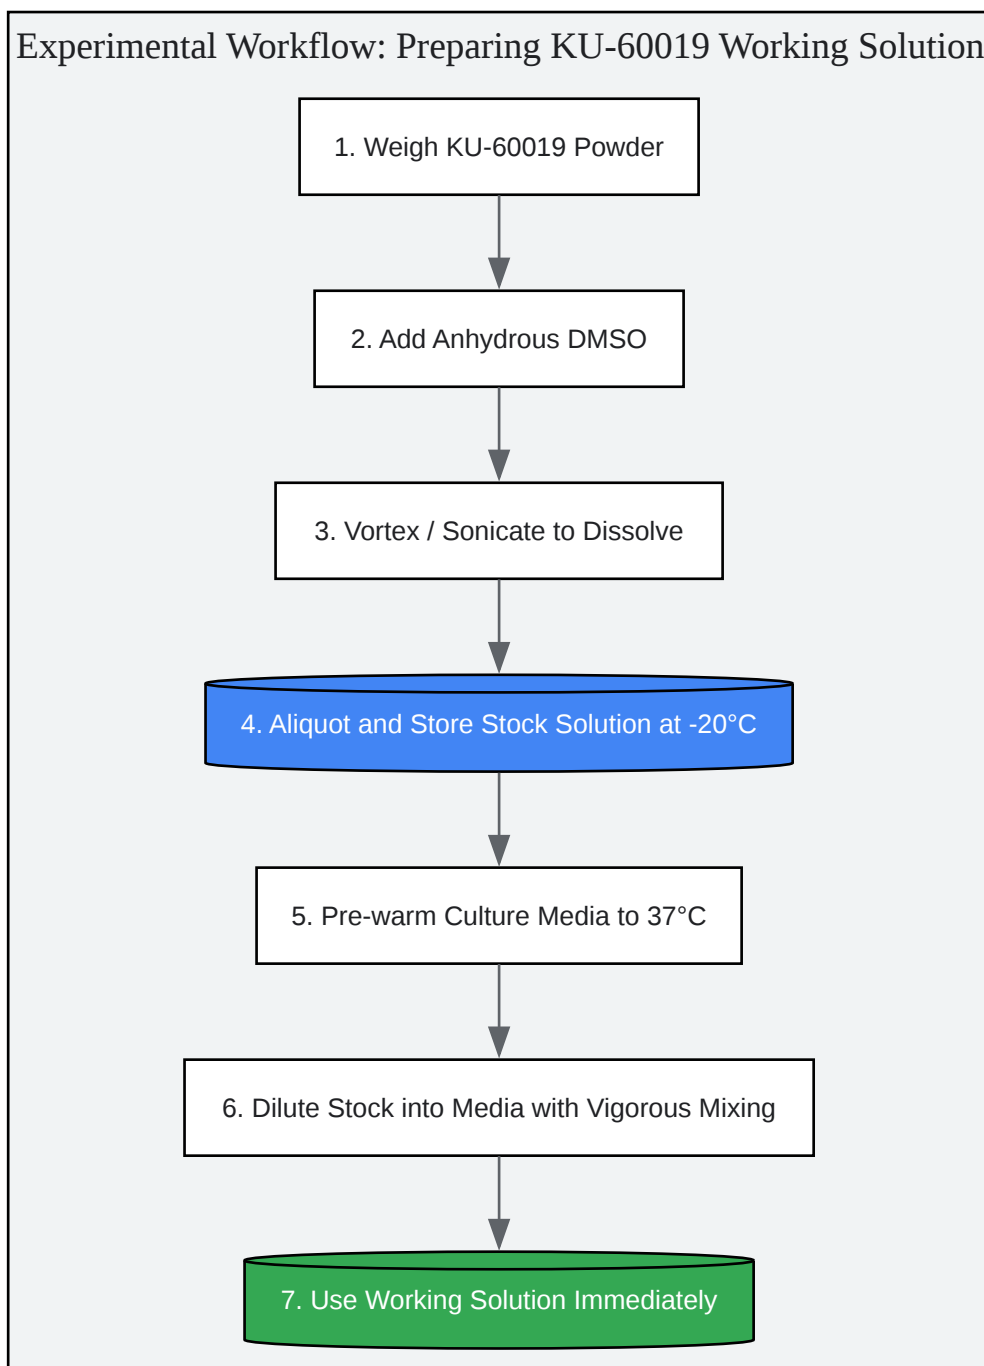 Experimental Workflow: Preparing KU-60019 Working Solution
1. Weigh KU-60019 Powder
2. Add Anhydrous DMSO
3. Vortex / Sonicate to Dissolve
4. Aliquot and Store Stock Solution at -20°C
5. Pre-warm Culture Media to 37°C
6. Dilute Stock into Media with Vigorous Mixing
7. Use Working Solution Immediately